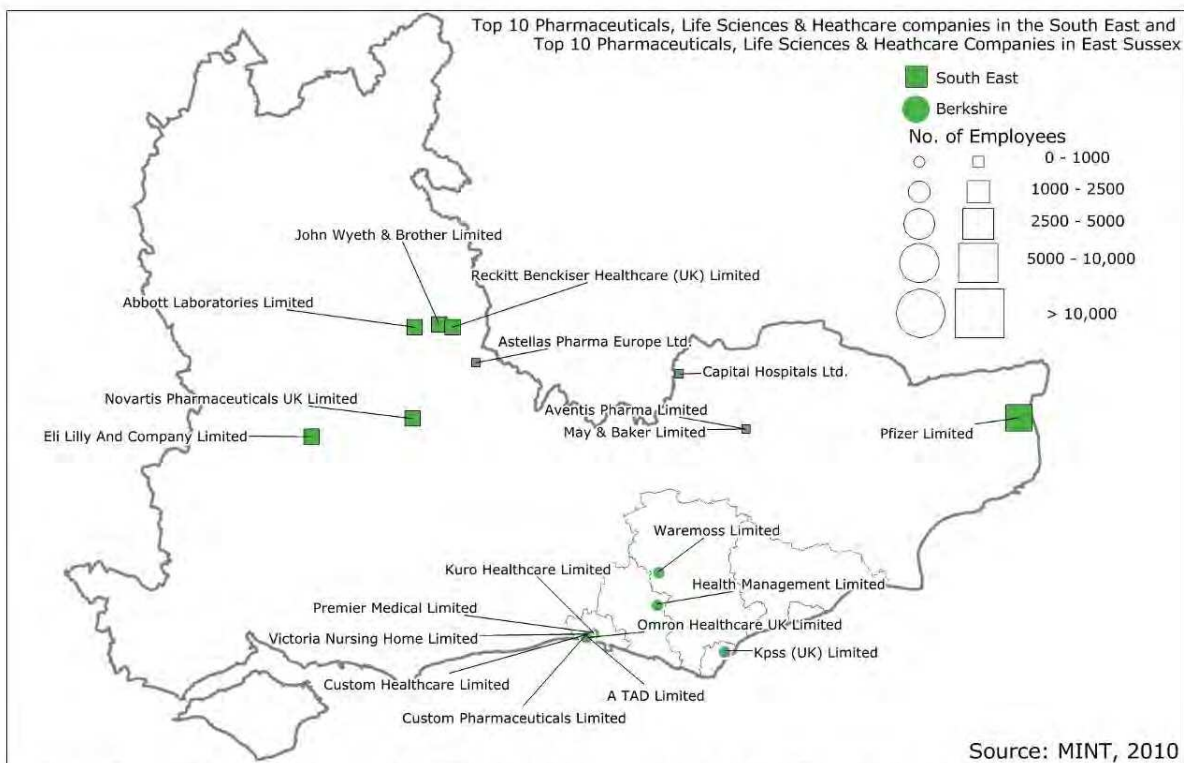 Top 10 Pharmaceuticals, Life Sciences & Heathcare companies in the South East and
Top 10 Pharmaceuticals, Life Sciences & Heathcare Companies in East Sussex
South East
Berkshire
No. of Employees
0 - 1000
1000 - 2500
2500 - 5000
5000 - 10,000
> 10,000
John Wyeth & Brother Limited
Reckitt Benckiser Healthcare (UK) Limited
Abbott Laboratories Limited
Astellas Pharma Europe Ltd.
Capital Hospitals Ltd.
Novartis Pharmaceuticals UK Limited
Aventis Pharma Limited
May & Baker Limited
Eli Lilly And Company Limited
Pfizer Limited
Waremoss Limited
Kuro Healthcare Limited
Health Management Limited
Premier Medical Limited
Omron Healthcare UK Limited
Victoria Nursing Home Limited
Kpss (UK) Limited
Custom Healthcare Limited
A TAD Limited
Custom Pharmaceuticals Limited
Source: MINT, 2010